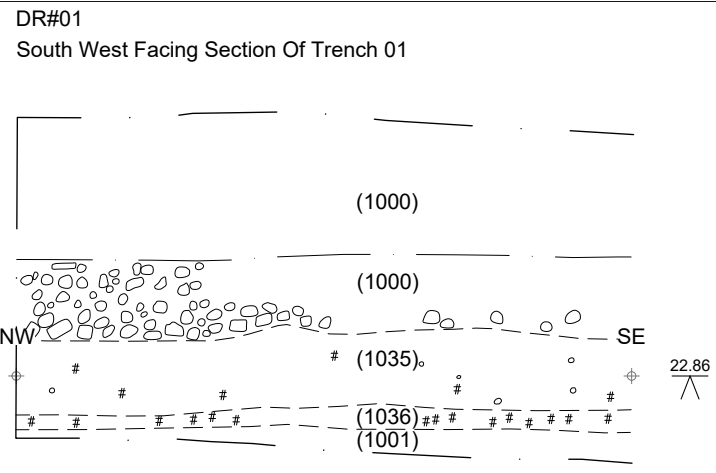 DR#01
South West Facing Section Of Trench 01
(1000)
(1000)
NW
SE
(1035)
22.86
(1036)
(1001)